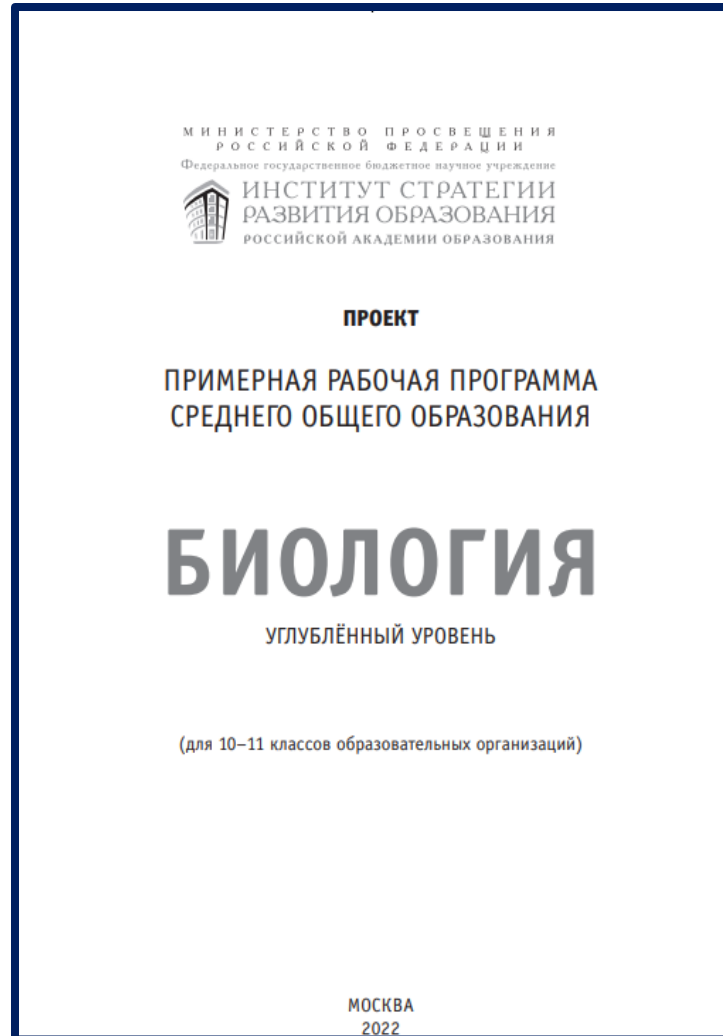 МИНИСТЕРСТВО ПРОСВЕЩЕНИЯ
РОССИЙСКОЙ ФЕДЕРАЦИИ
Федеральное государственное бюджетное научное учреждение
ИНСТИТУТ СТРАТЕГИИ
РАЗВИТИЯ ОБРАЗОВАНИЯ
РОССИЙСКОЙ АКАДЕМИИ ОБРАЗОВАНИЯ
ПРОЕКТ
ПРИМЕРНАЯ РАБОЧАЯ ПРОГРАММА
СРЕДНЕГО ОБЩЕГО ОБРАЗОВАНИЯ
БИОЛОГИЯ
УГЛУБЛЁННЫЙ УРОВЕНЬ
(для 10–11 классов образовательных организаций)
МОСКВА
2022